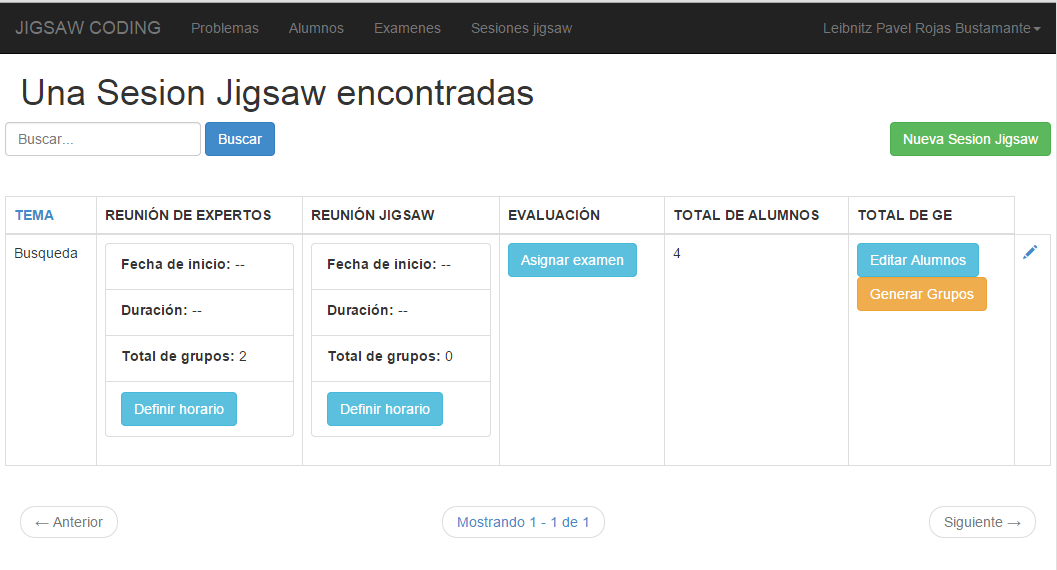 JIGSAW CODING Problemas Alumnos Examenes Sesiones jigsaw Leibnitz Pavel Rojas Bustamante
Una Sesion Jigsaw encontradas
Buscar... Buscar Nueva Sesion Jigsaw
TEMA REUNIÓN DE EXPERTOS REUNIÓN JIGSAW EVALUACIÓN TOTAL DE ALUMNOS TOTAL DE GE
Busqueda Fecha de inicio: -- Fecha de inicio: -- Asignar examen 4 Editar Alumnos
Generar Grupos
Duración: -- Duración: --
Total de grupos: 2 Total de grupos: 0
Definir horario Definir horario
← Anterior Mostrando 1 - 1 de 1 Siguiente →